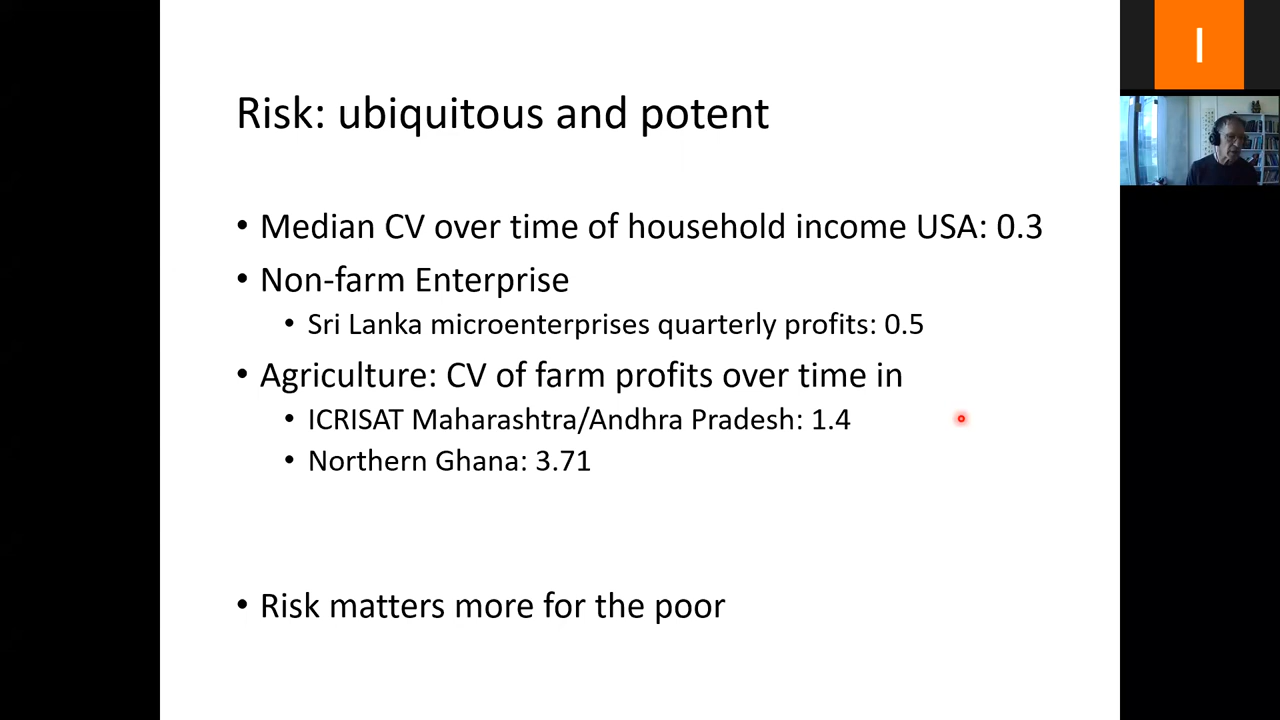 Risk: ubiquitous and potent
• Median CV over time of household income USA: 0.3
• Non-farm Enterprise
• Sri Lanka microenterprises quarterly profits: 0.5
• Agriculture: CV of farm profits over time in
• ICRISAT Maharashtra/Andhra Pradesh: 1.4
• Northern Ghana: 3.71
• Risk matters more for the poor
I